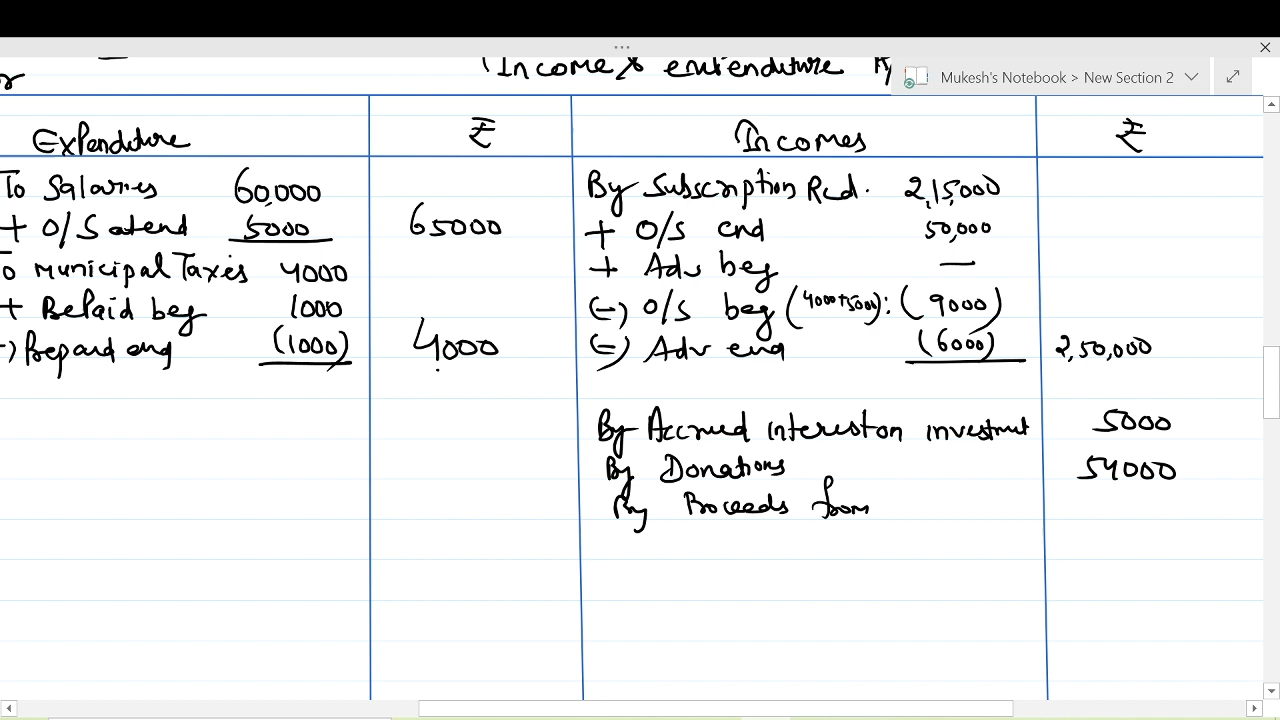 Income & expenditure A/
Mukesh's Notebook > New Section 2
Expenditure ₹ Incomes ₹
To Salaries 60,000 By Subscription Recd. 2,15,000
+ O/S at end 5000 65000 + O/S end 50,000
To Municipal Taxes 4000 + Adv beg —
+ Prepaid beg 1000 (-) O/S beg (4000+5000): (9000)
-) Prepaid end (1000) 4000 (-) Adv end (6000) 2,50,000
By Accrued interest on investment 5000
By Donations 54000
By Proceeds from